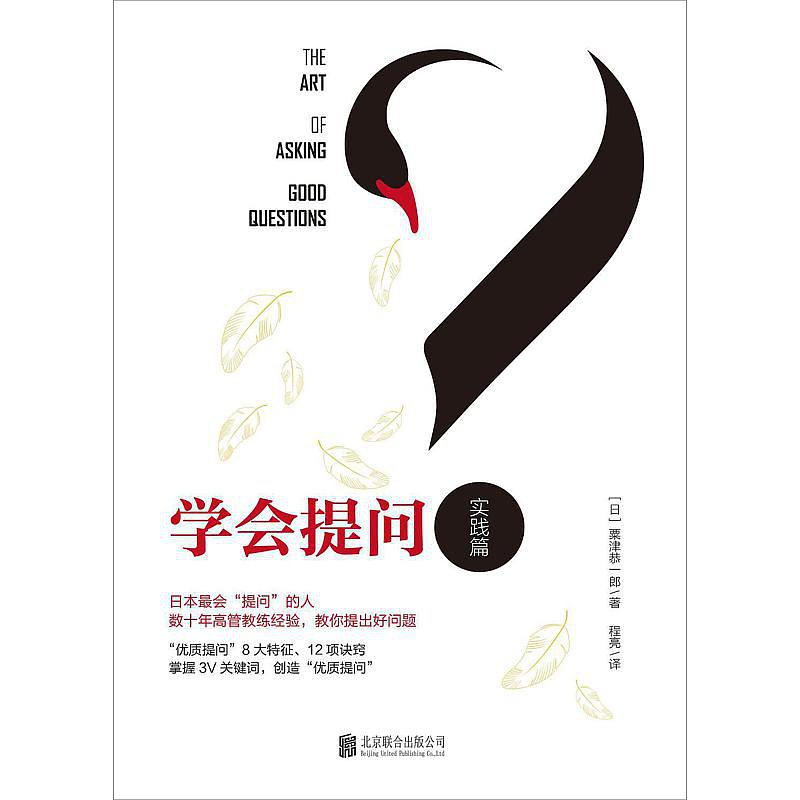 THE
ART
OF
ASKING
GOOD
QUESTIONS
学会提问
实践篇
[日] 粟津恭一郎\著
程亮\译
日本最会“提问”的人
数十年高管教练经验，教你提出好问题
“优质提问”8 大特征、12 项诀窍
掌握 3V 关键词，创造“优质提问”
北京联合出版公司
Beijing United Publishing Co.,Ltd